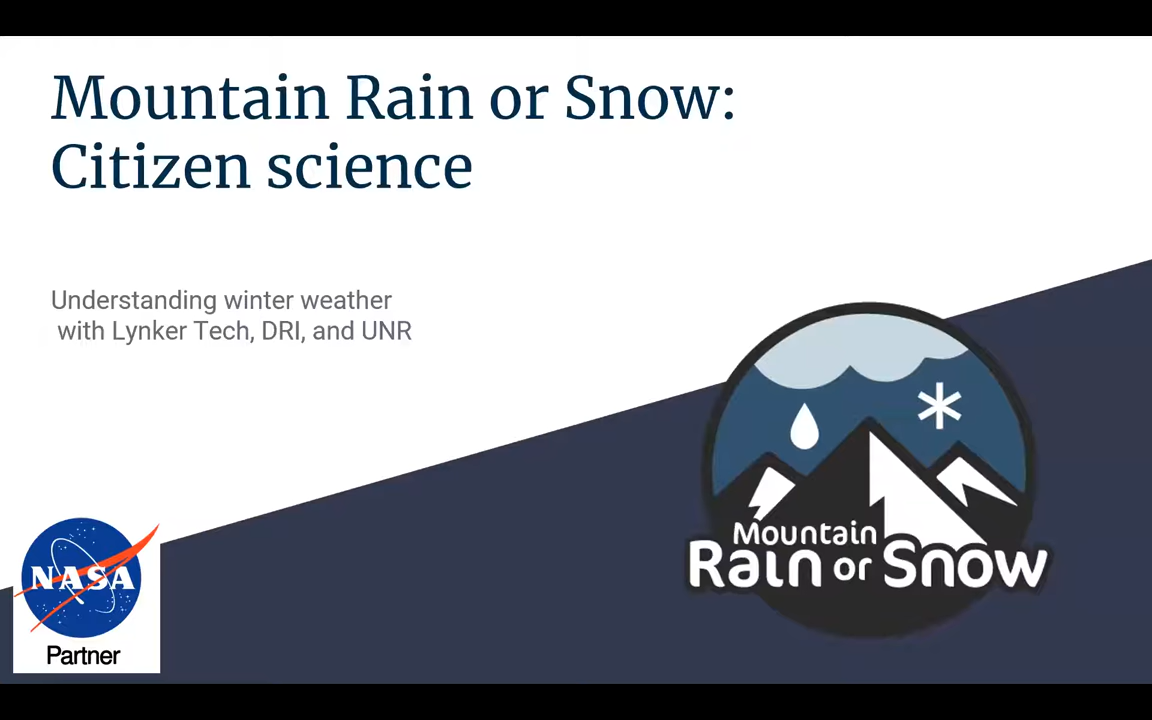 Mountain Rain or Snow:
Citizen science
Understanding winter weather
with Lynker Tech, DRI, and UNR
Mountain
Rain or Snow
NASA
Partner